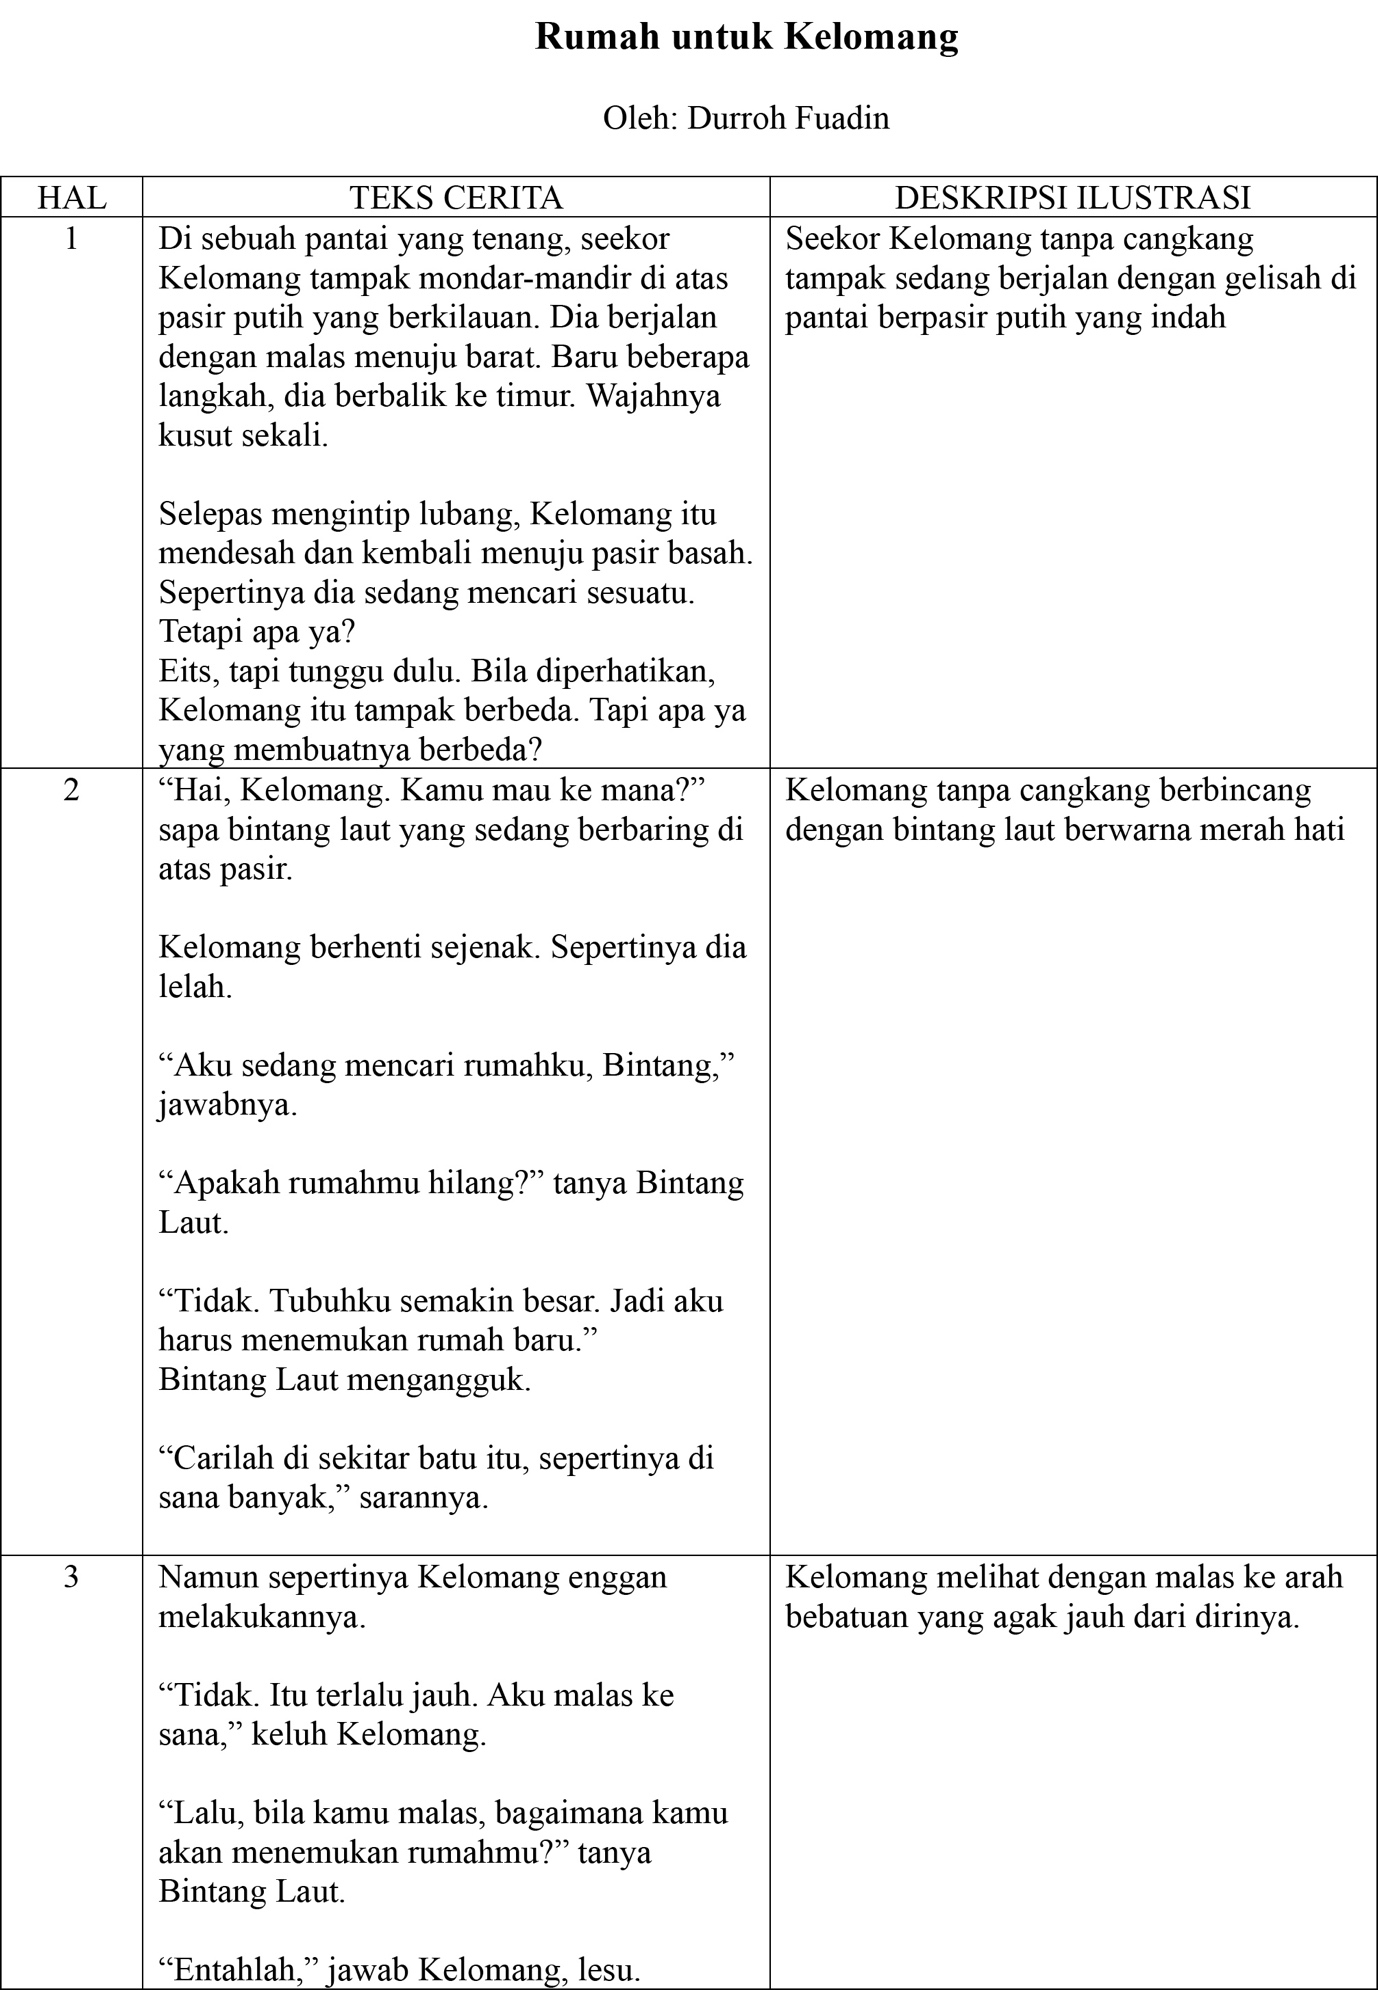 Rumah untuk Kelomang
Oleh: Durroh Fuadin
HAL
TEKS CERITA
DESKRIPSI ILUSTRASI
1
Di sebuah pantai yang tenang, seekor
Kelomang tampak mondar-mandir di atas
pasir putih yang berkilauan. Dia berjalan
dengan malas menuju barat. Baru beberapa
langkah, dia berbalik ke timur. Wajahnya
kusut sekali.
Selepas mengintip lubang, Kelomang itu
mendesah dan kembali menuju pasir basah.
Sepertinya dia sedang mencari sesuatu.
Tetapi apa ya?
Eits, tapi tunggu dulu. Bila diperhatikan,
Kelomang itu tampak berbeda. Tapi apa ya
yang membuatnya berbeda?
Seekor Kelomang tanpa cangkang
tampak sedang berjalan dengan gelisah di
pantai berpasir putih yang indah
2
“Hai, Kelomang. Kamu mau ke mana?”
sapa bintang laut yang sedang berbaring di
atas pasir.
Kelomang berhenti sejenak. Sepertinya dia
lelah.
“Aku sedang mencari rumahku, Bintang,”
jawabnya.
“Apakah rumahmu hilang?” tanya Bintang
Laut.
“Tidak. Tubuhku semakin besar. Jadi aku
harus menemukan rumah baru.”
Bintang Laut mengangguk.
“Carilah di sekitar batu itu, sepertinya di
sana banyak,” sarannya.
Kelomang tanpa cangkang berbincang
dengan bintang laut berwarna merah hati
3
Namun sepertinya Kelomang enggan
melakukannya.
“Tidak. Itu terlalu jauh. Aku malas ke
sana,” keluh Kelomang.
“Lalu, bila kamu malas, bagaimana kamu
akan menemukan rumahmu?” tanya
Bintang Laut.
“Entahlah,” jawab Kelomang, lesu.
Kelomang melihat dengan malas ke arah
bebatuan yang agak jauh dari dirinya.